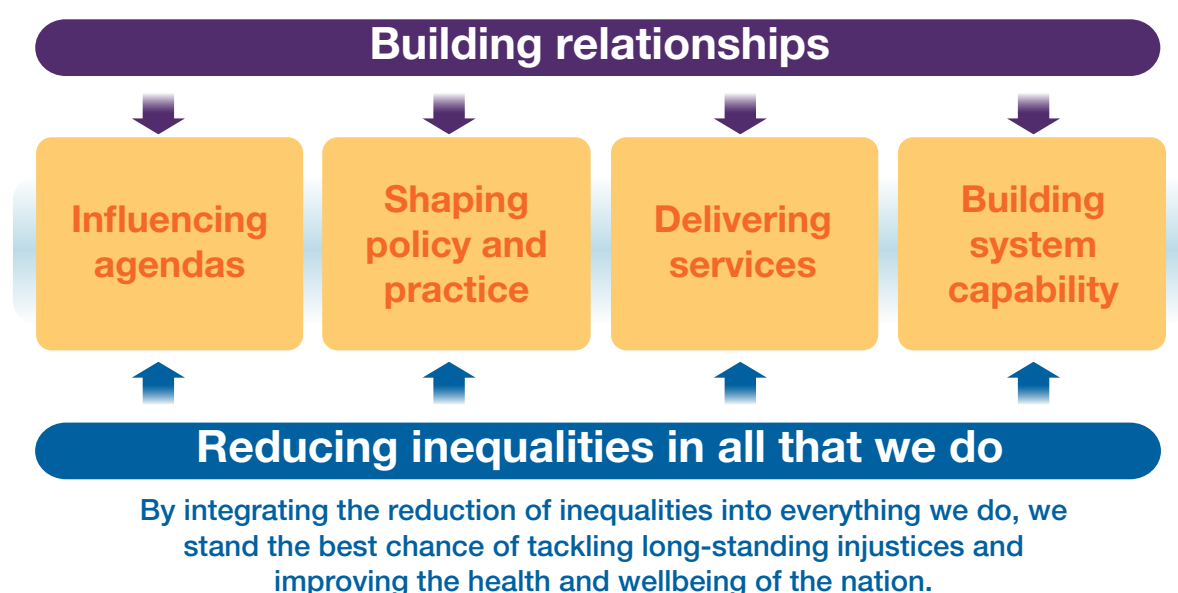 Building relationships
Influencing
agendas
Shaping
policy and
practice
Delivering
services
Building
system
capability
Reducing inequalities in all that we do
By integrating the reduction of inequalities into everything we do, we
stand the best chance of tackling long-standing injustices and
improving the health and wellbeing of the nation.